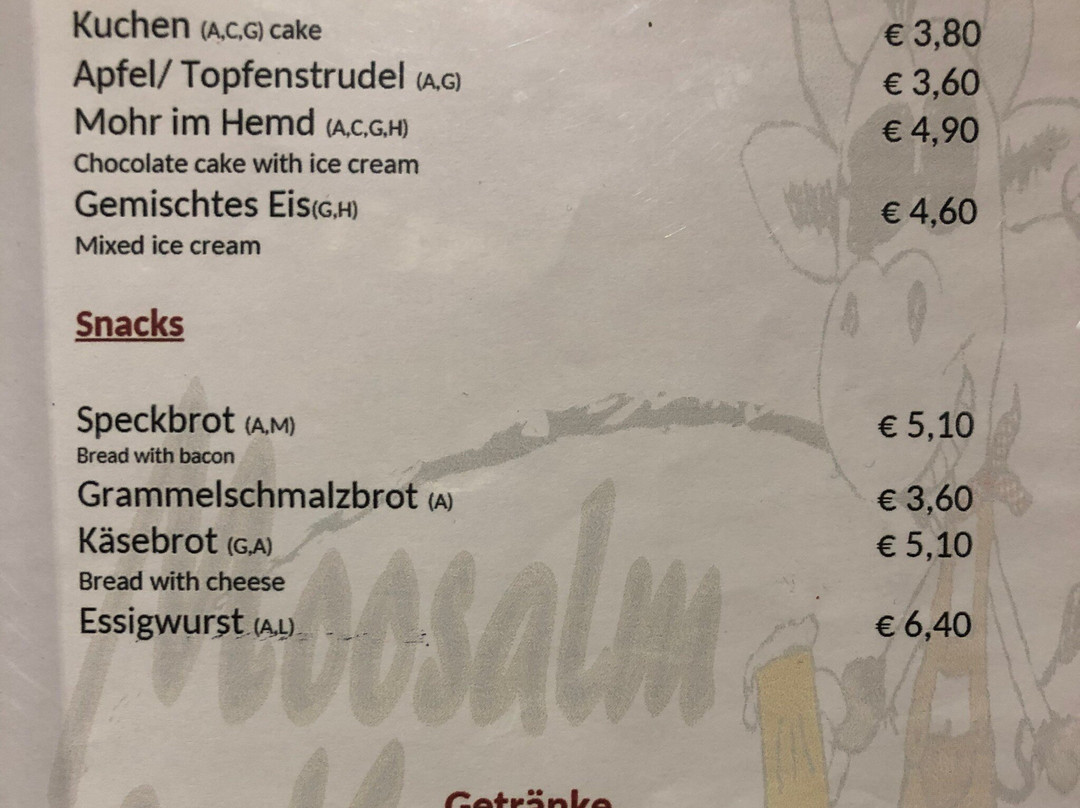 Kuchen (A,C,G) cake € 3,80
Apfel/ Topfenstrudel (A,G) € 3,60
Mohr im Hemd (A,C,G,H) € 4,90
Chocolate cake with ice cream
Gemischtes Eis(G,H) € 4,60
Mixed ice cream
Snacks
Speckbrot (A,M) € 5,10
Bread with bacon
Grammelschmalzbrot (A) € 3,60
Käsebrot (G,A) € 5,10
Bread with cheese
Essigwurst (A,L) € 6,40
Moosalm
Getränke